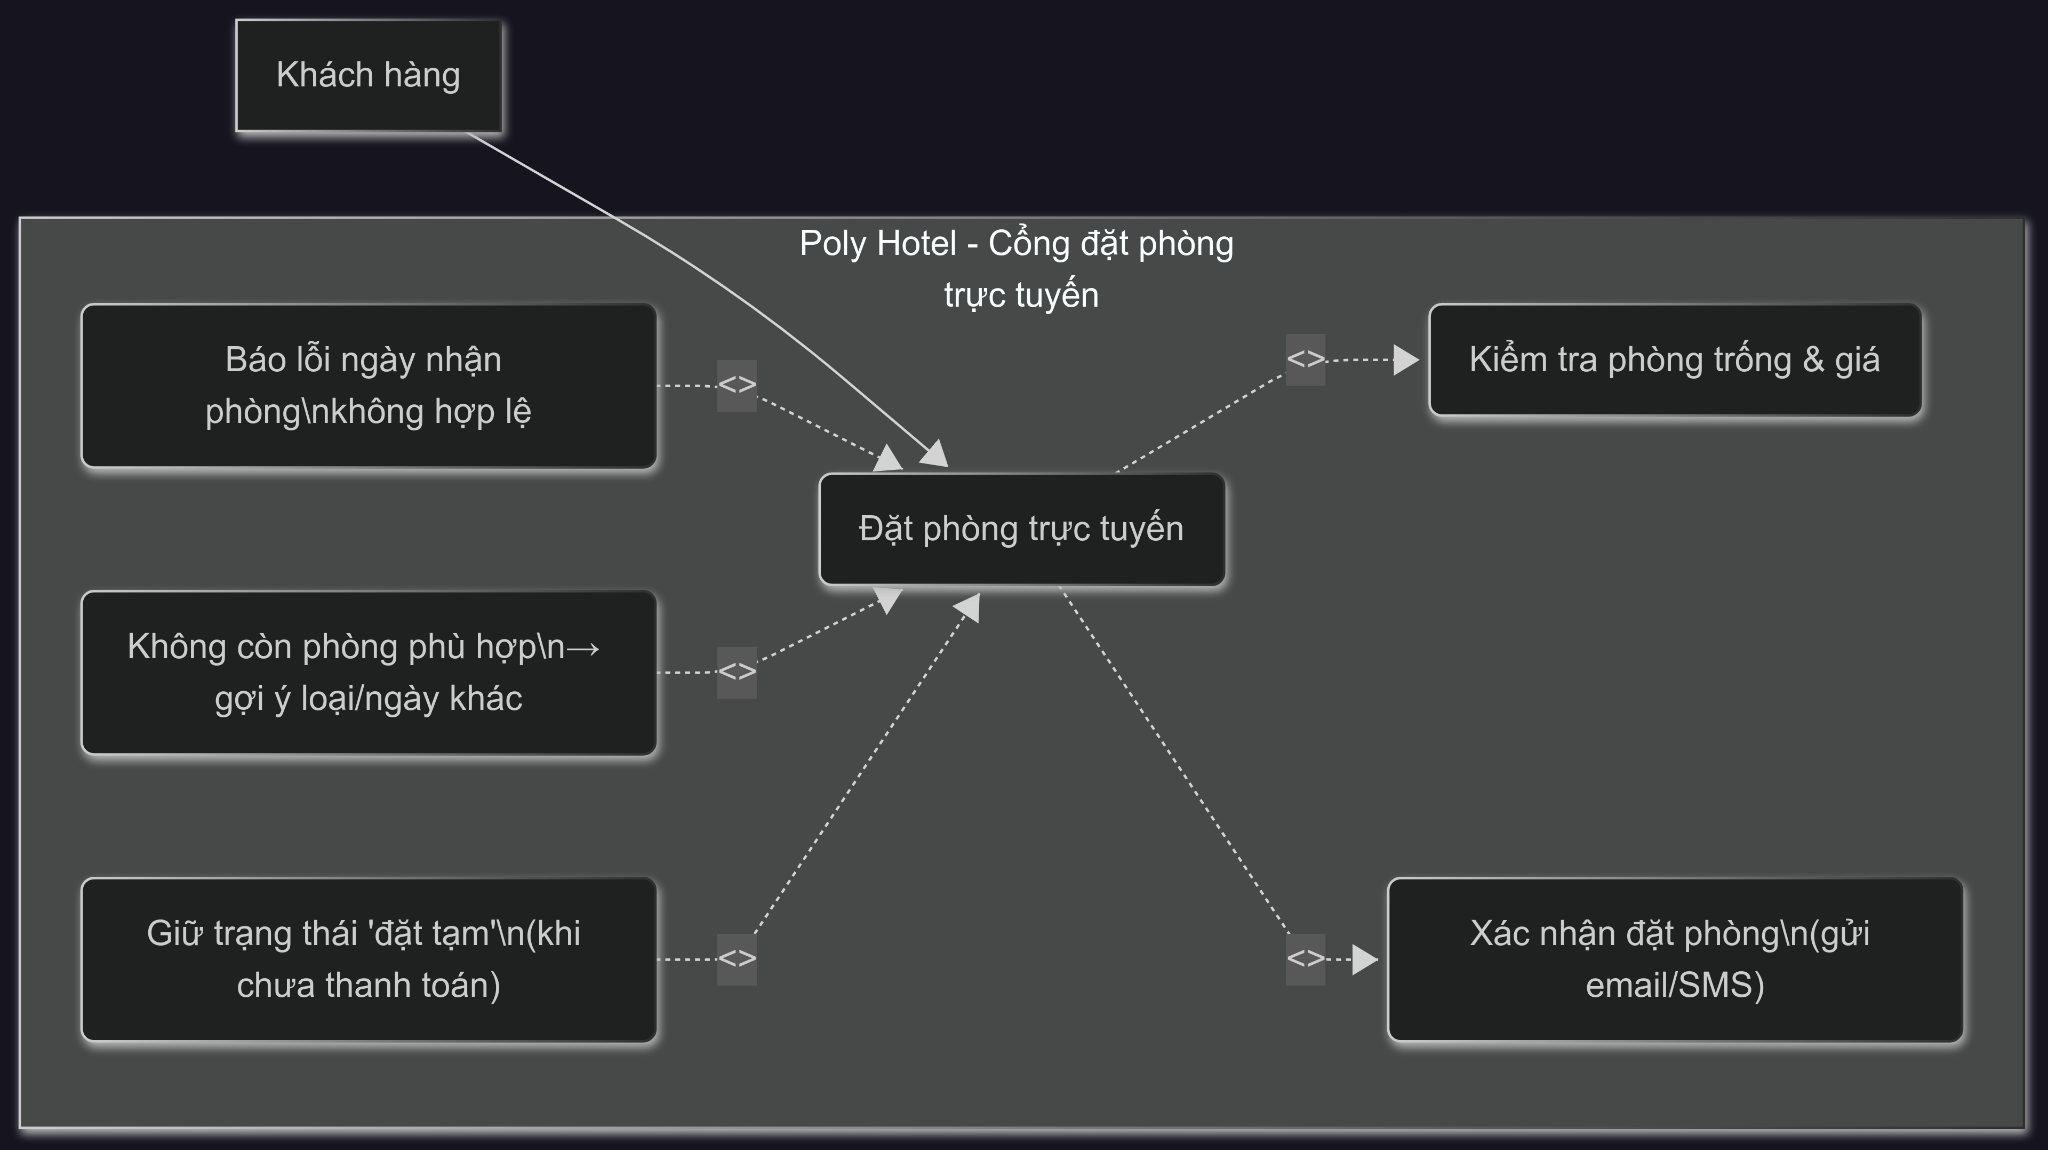 Khách hàng
Poly Hotel - Cổng đặt phòng
trực tuyến
Báo lỗi ngày nhận
phòng\nkhông hợp lệ
<>
<>
Kiểm tra phòng trống & giá
Đặt phòng trực tuyến
Không còn phòng phù hợp\n→
gợi ý loại/ngày khác
<>
Giữ trạng thái 'đặt tạm'\n(khi
chưa thanh toán)
<>
<>
Xác nhận đặt phòng\n(gửi
email/SMS)